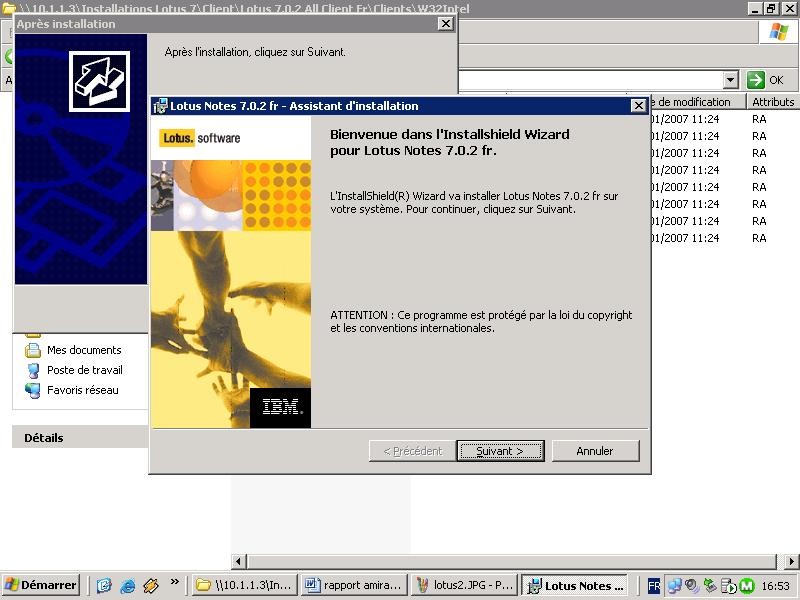 \\10.1.1.3\Installations Lotus 7\Client\Lotus 7.0.2 All Client Fr\Clients\W32Intel
Après installation
Après l'installation, cliquez sur Suivant.
OK
e de modification
Attributs
01/2007 11:24 RA
01/2007 11:24 RA
01/2007 11:24 RA
01/2007 11:24 RA
01/2007 11:24 RA
01/2007 11:24 RA
01/2007 11:24 RA
01/2007 11:24 RA
Lotus Notes 7.0.2 fr - Assistant d'installation
Lotus. software
Bienvenue dans l'Installshield Wizard
pour Lotus Notes 7.0.2 fr.
L'InstallShield(R) Wizard va installer Lotus Notes 7.0.2 fr sur
votre système. Pour continuer, cliquez sur Suivant.
ATTENTION : Ce programme est protégé par la loi du copyright
et les conventions internationales.
IBM.
< Précédent
Suivant >
Annuler
Mes documents
Poste de travail
Favoris réseau
Détails
Démarrer
»
\\10.1.1.3\In...
rapport amira...
lotus2.JPG - P...
Lotus Notes ...
FR
16:53